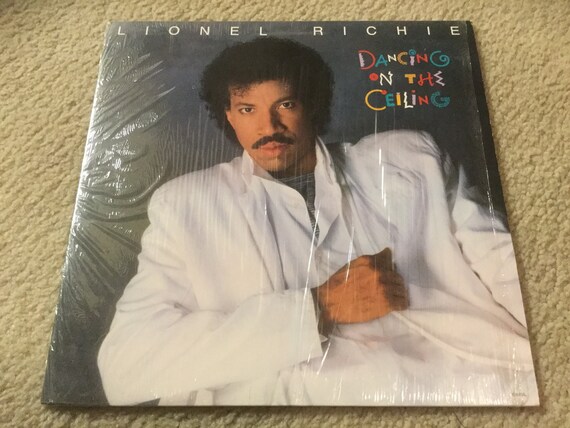 LIONEL RICHIE
DANCING
ON THE
CEILING